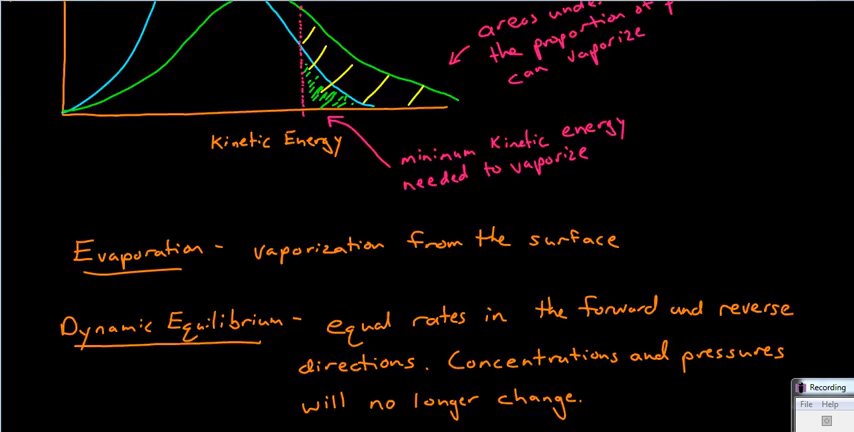 areas under
the proportion of
can vaporize
Kinetic Energy
minimum Kinetic energy
needed to vaporize
Evaporation - vaporization from the surface
Dynamic Equilibrium - equal rates in the forward and reverse
directions. Concentrations and pressures
will no longer change.
Recording
File Help